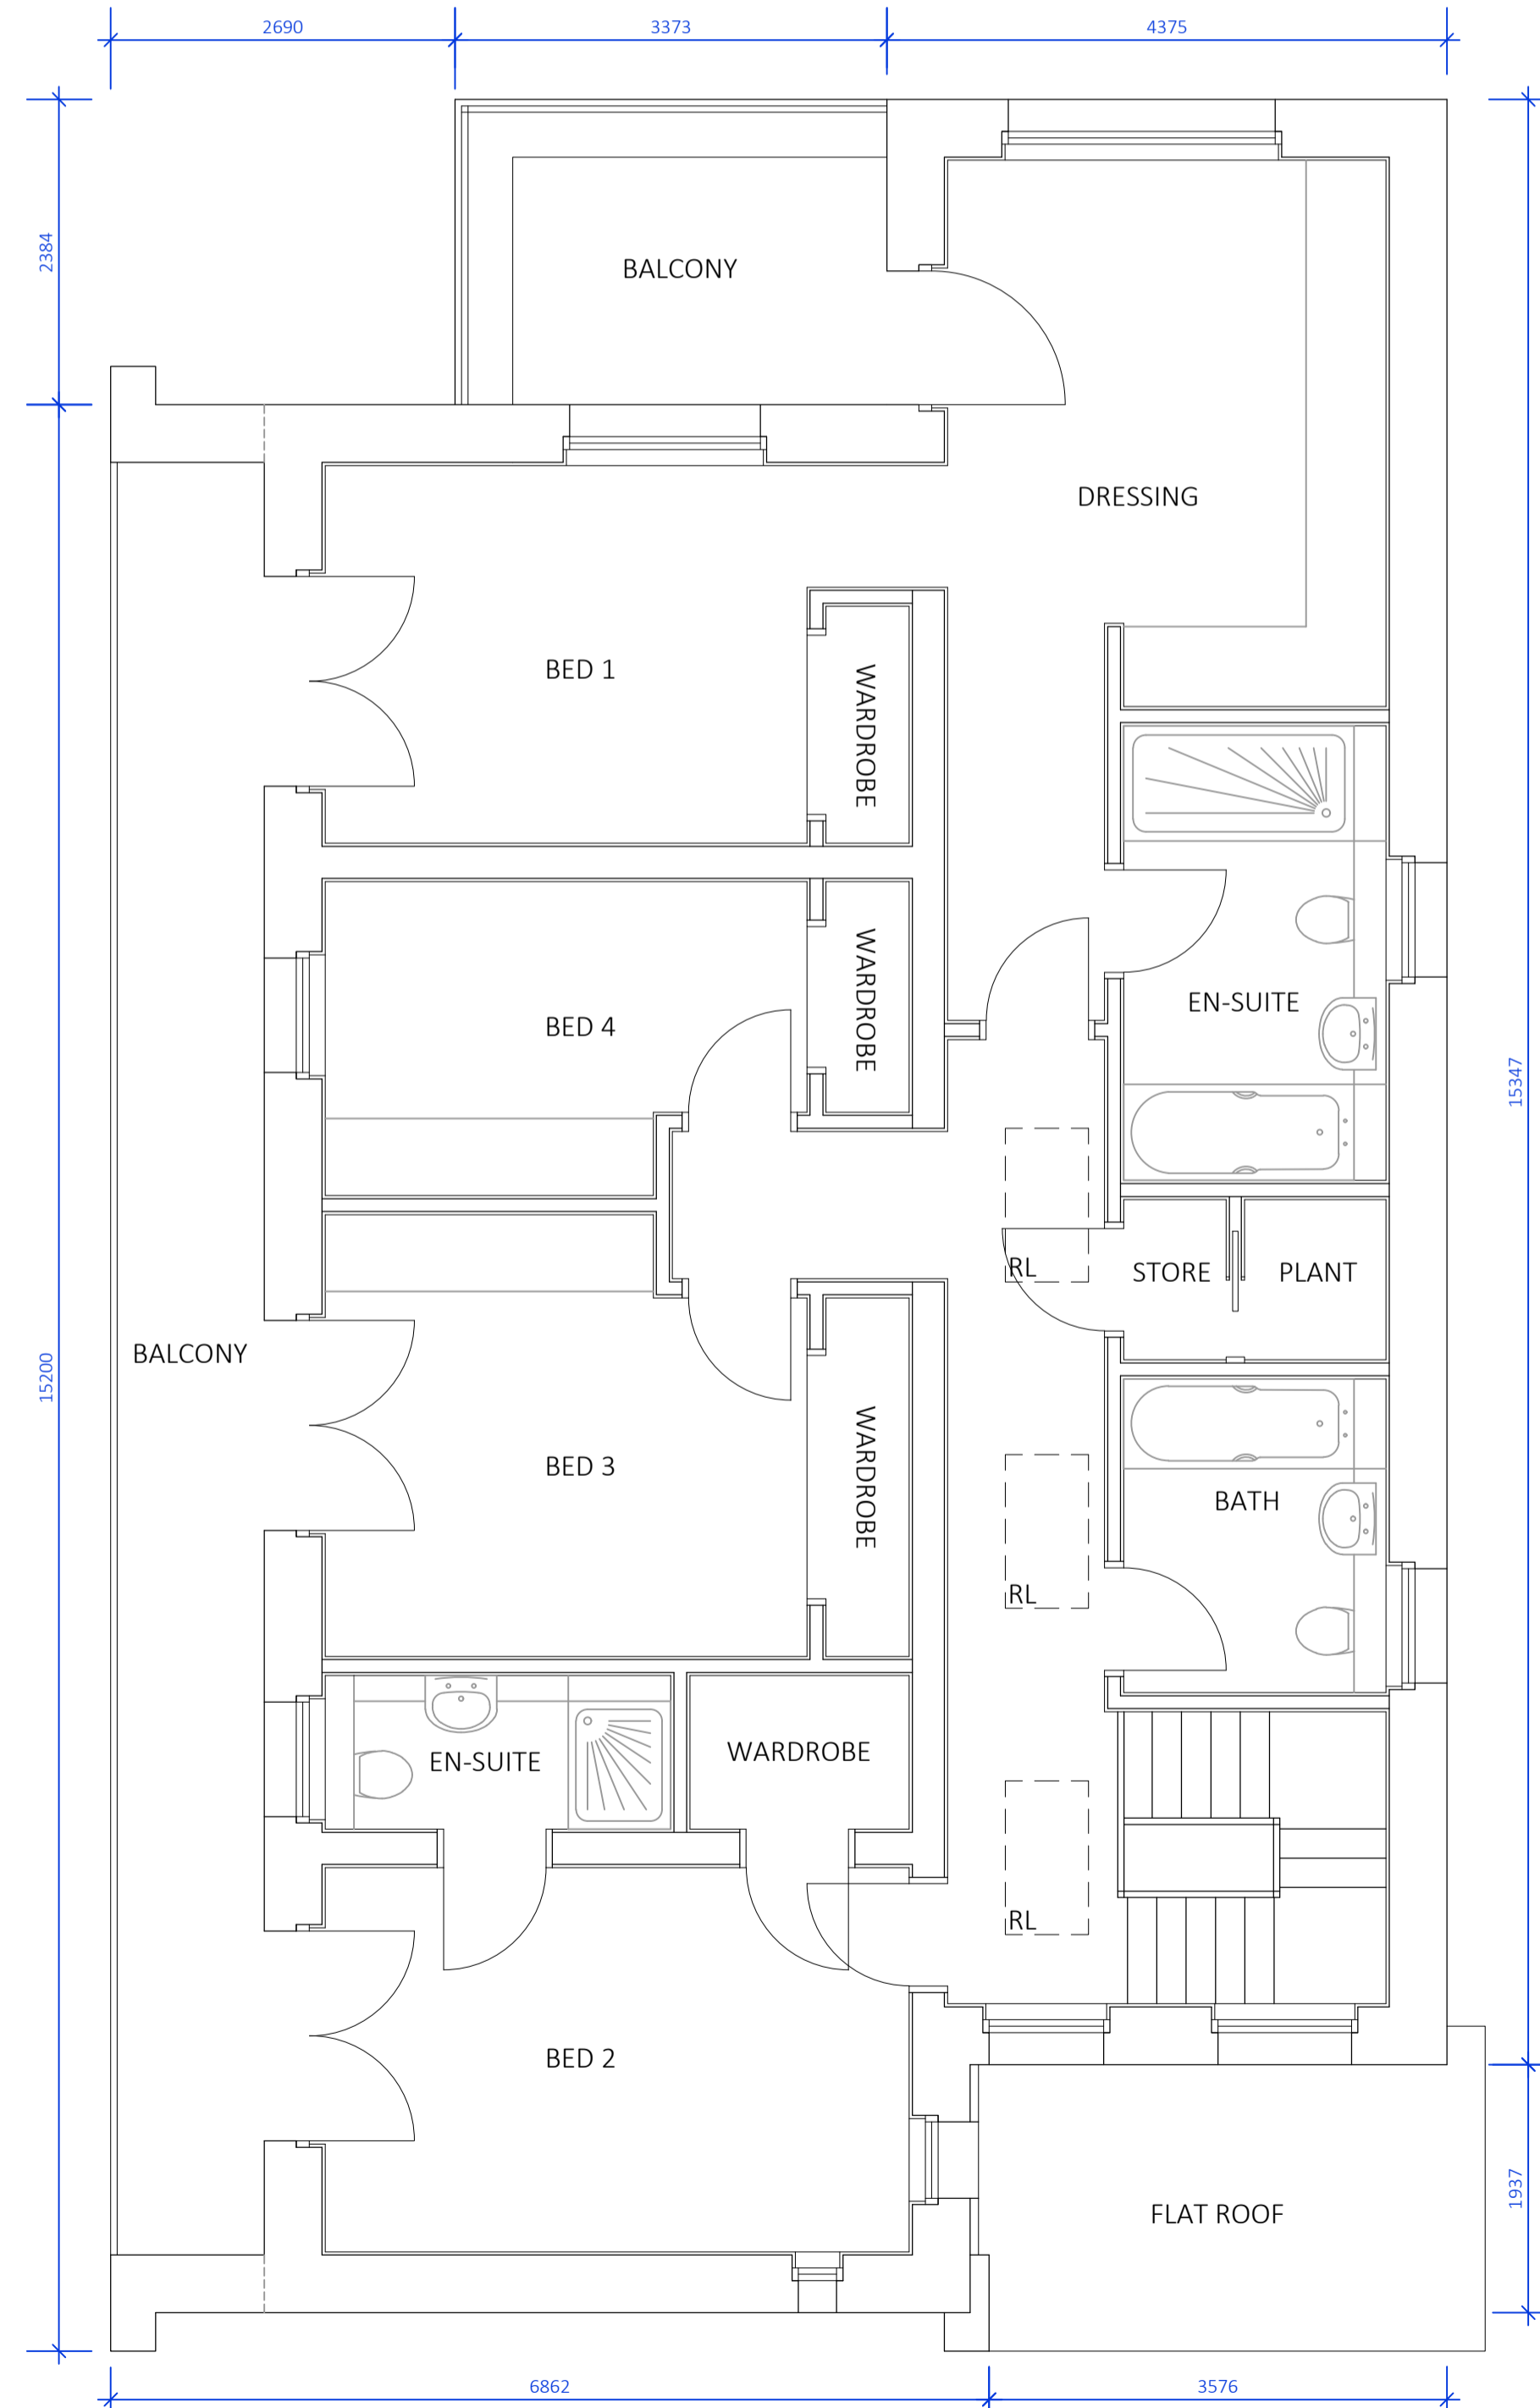 2690
3373
4375
2384
BALCONY
DRESSING
BED 1
WARDROBE
WARDROBE
BED 4
EN-SUITE
15347
RL
STORE
PLANT
BALCONY
15200
BED 3
WARDROBE
BATH
RL
EN-SUITE
WARDROBE
RL
BED 2
1937
FLAT ROOF
6862
3576